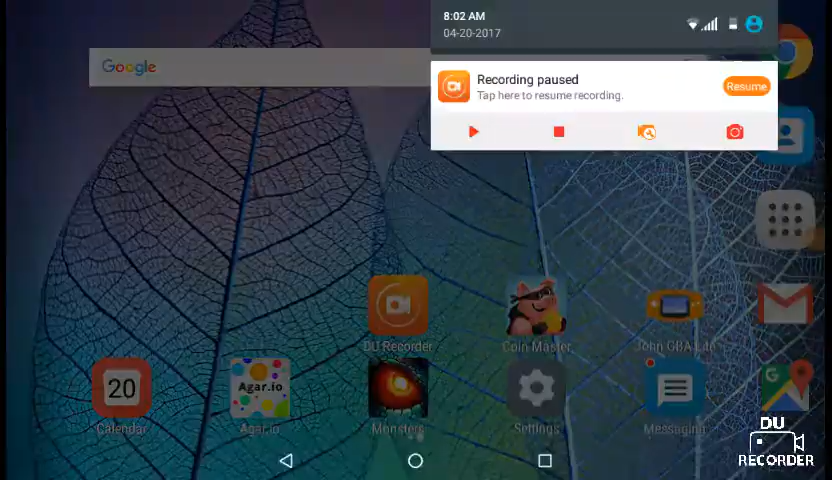 8:02 AM
04-20-2017
Google
Recording paused
Tap here to resume recording.
Resume
DU Recorder
Coin Master
John GBA Lite
20
Agar.io
Calendar
Agar.io
Monsters
Settings
Messaging
G
DU
RECORDER